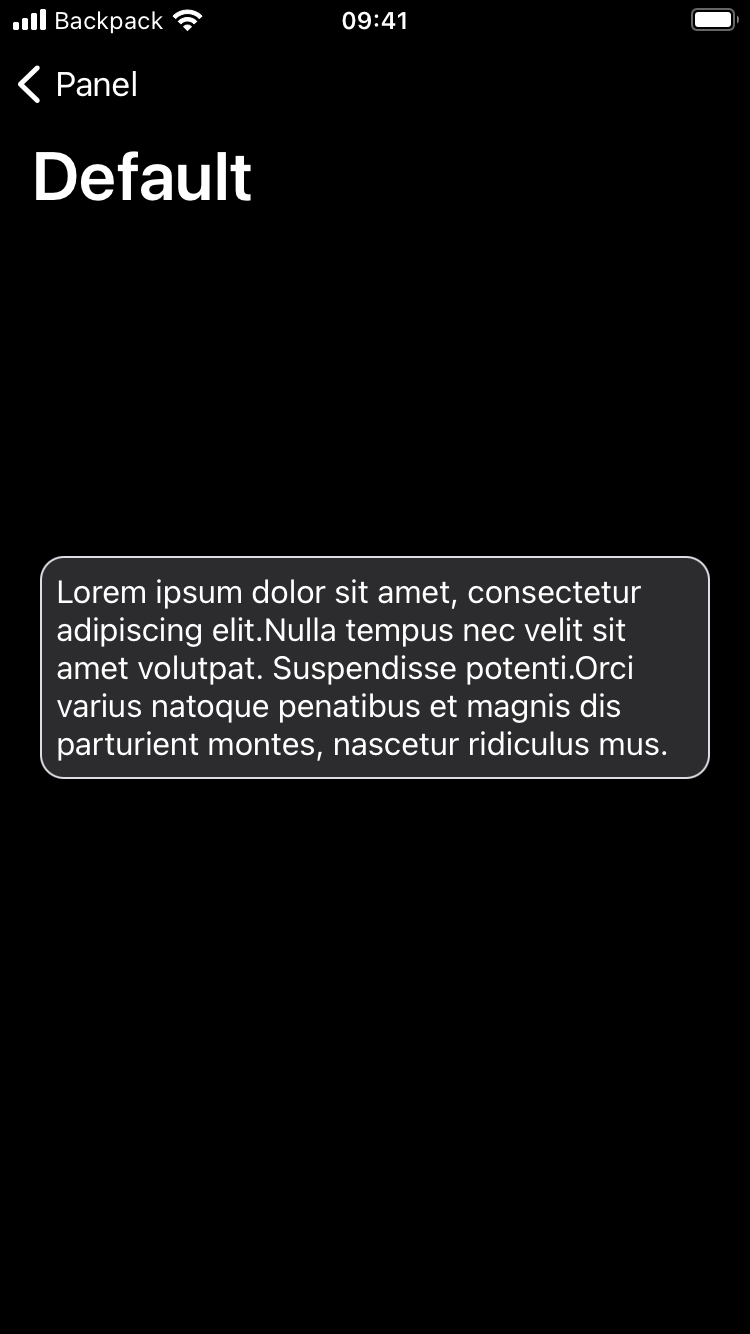 Backpack 09:41
Panel
Default
Lorem ipsum dolor sit amet, consectetur
adipiscing elit.Nulla tempus nec velit sit
amet volutpat. Suspendisse potenti.Orci
varius natoque penatibus et magnis dis
parturient montes, nascetur ridiculus mus.